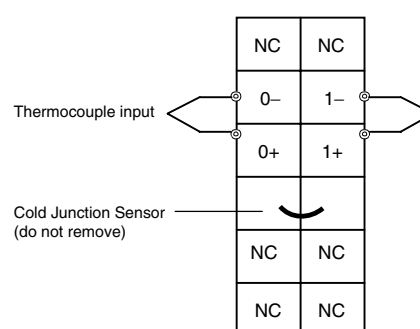 NC NC
0– 1–
Thermocouple input
0+ 1+
Cold Junction Sensor
(do not remove)
NC NC
NC NC